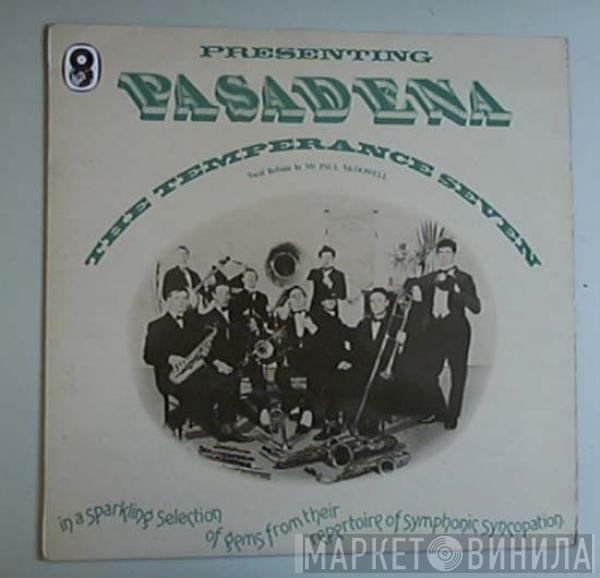 PRESENTING
PASADENA
THE TEMPERANCE SEVEN
Vocal Refrain by Mr PAUL McDOWELL
in a sparkling selection
of gems from their
repertoire of symphonic syncopation
МАРКЕТ ВИНИЛА